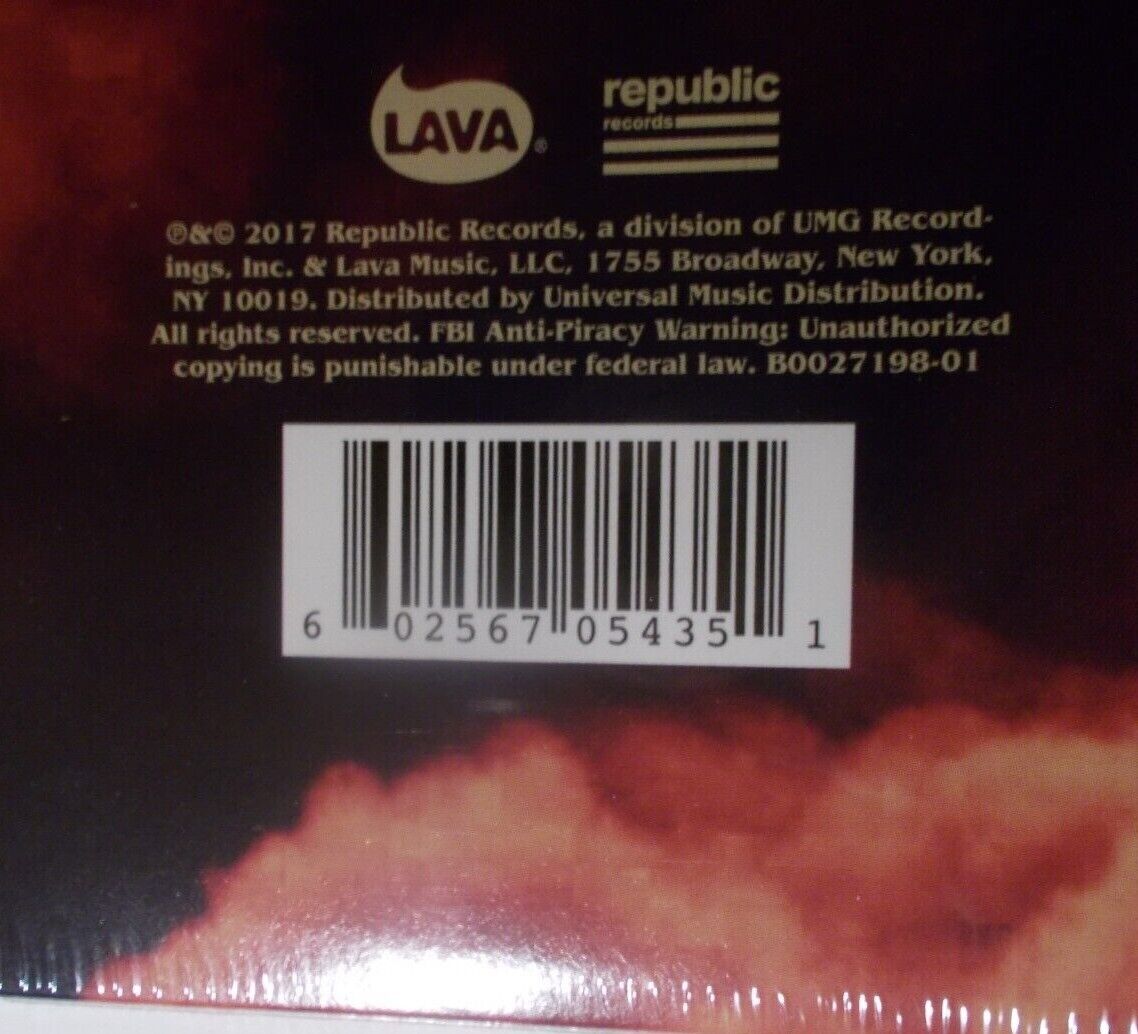 LAVA®
republic
records
℗&© 2017 Republic Records, a division of UMG Record-
ings, Inc. & Lava Music, LLC, 1755 Broadway, New York,
NY 10019. Distributed by Universal Music Distribution.
All rights reserved. FBI Anti-Piracy Warning: Unauthorized
copying is punishable under federal law. B0027198-01
6 02567 05435 1